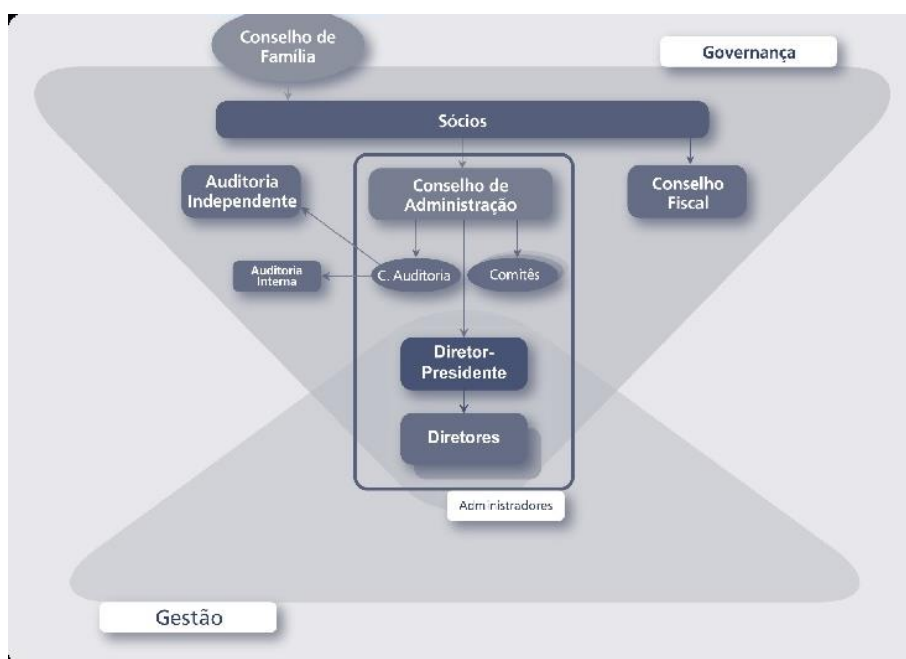 Conselho de
Família
Governança
Sócios
Auditoria
Independente
Conselho de
Administração
Conselho
Fiscal
Auditoria
Interna
C. Auditoria
Comitês
Diretor-
Presidente
Diretores
Administradores
Gestão